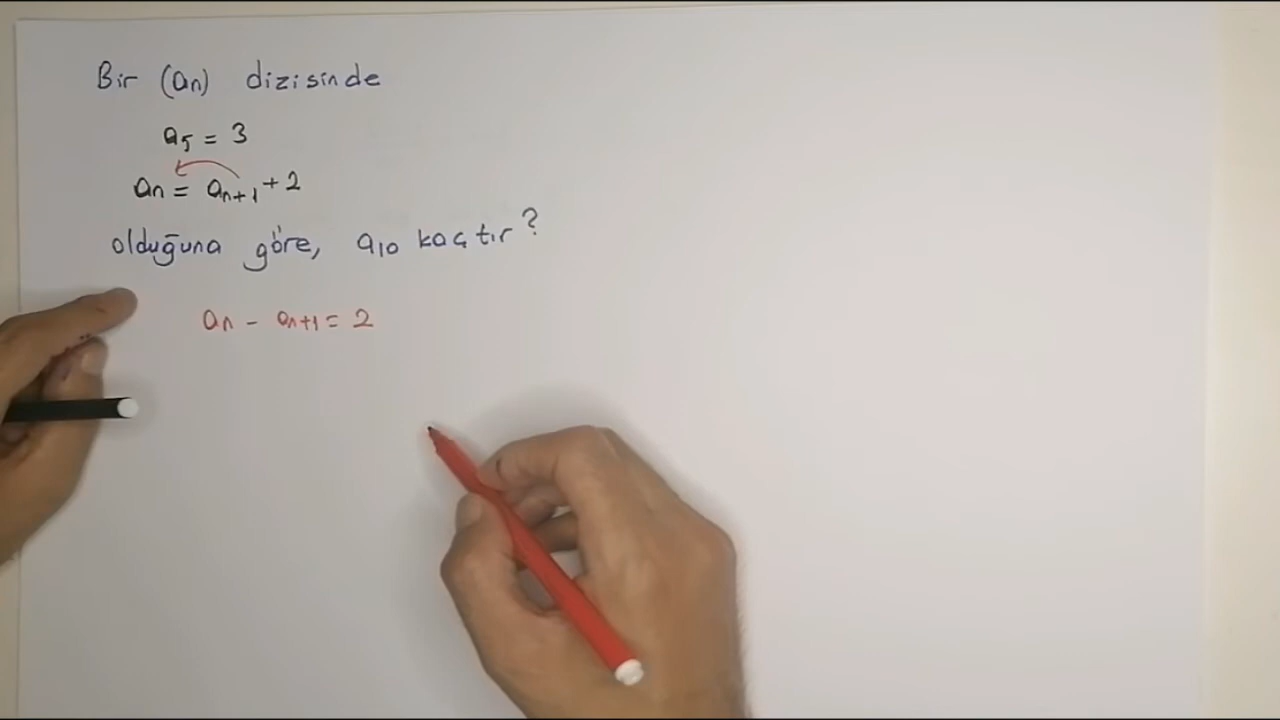 Bir (an) dizisinde
a5 = 3
an = an+1 + 2
olduğuna göre, a10 kaçtır?
an - an+1 = 2